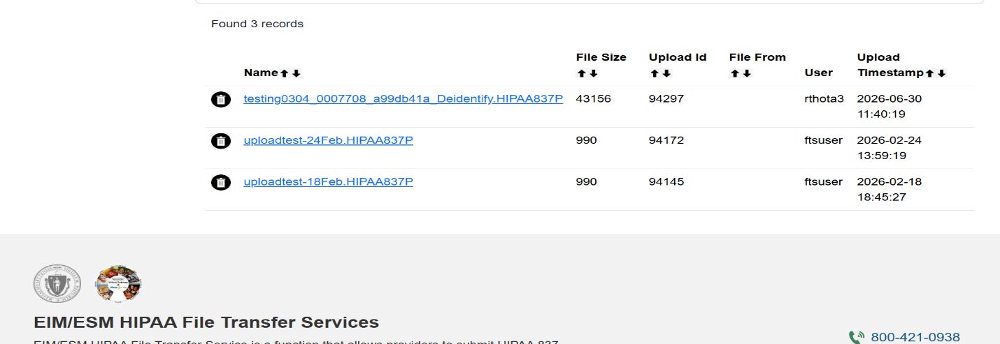 Found 3 records
File Size Upload Id File From Upload
Name User Timestamp
testing0304_0007708_a99db41a_Deidentify.HIPAA837P 43156 94297 rthota3 2026-06-30
11:40:19
uploadtest-24Feb.HIPAA837P 990 94172 ftsuser 2026-02-24
13:59:19
uploadtest-18Feb.HIPAA837P 990 94145 ftsuser 2026-02-18
18:45:27
Virtual Gateway
EIM/ESM HIPAA File Transfer Services
800-421-0938
EIM/ESM HIPAA File Transfer Service is a function that allows providers to submit HIPAA 837